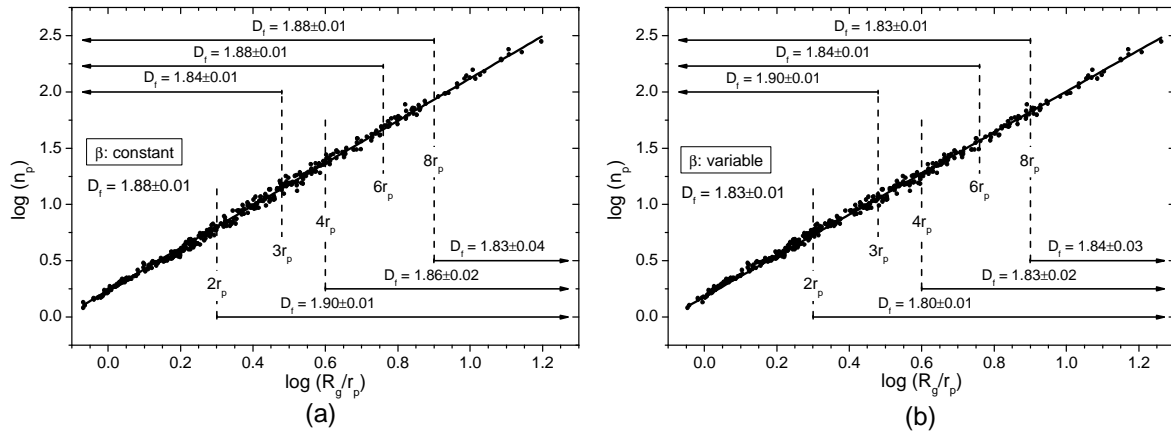 (a)
D_f = 1.88±0.01
D_f = 1.88±0.01
D_f = 1.84±0.01
β: constant
D_f = 1.88±0.01
8r_p
6r_p
4r_p
3r_p
2r_p
D_f = 1.83±0.04
D_f = 1.86±0.02
D_f = 1.90±0.01
log (n_p)
2.5
2.0
1.5
1.0
0.5
0.0
0.0 0.2 0.4 0.6 0.8 1.0 1.2
log (R_g/r_p)
(a)
(b)
D_f = 1.83±0.01
D_f = 1.84±0.01
D_f = 1.90±0.01
β: variable
D_f = 1.83±0.01
8r_p
6r_p
4r_p
3r_p
2r_p
D_f = 1.84±0.03
D_f = 1.83±0.02
D_f = 1.80±0.01
log (n_p)
2.5
2.0
1.5
1.0
0.5
0.0
0.0 0.2 0.4 0.6 0.8 1.0 1.2
log (R_g/r_p)
(b)